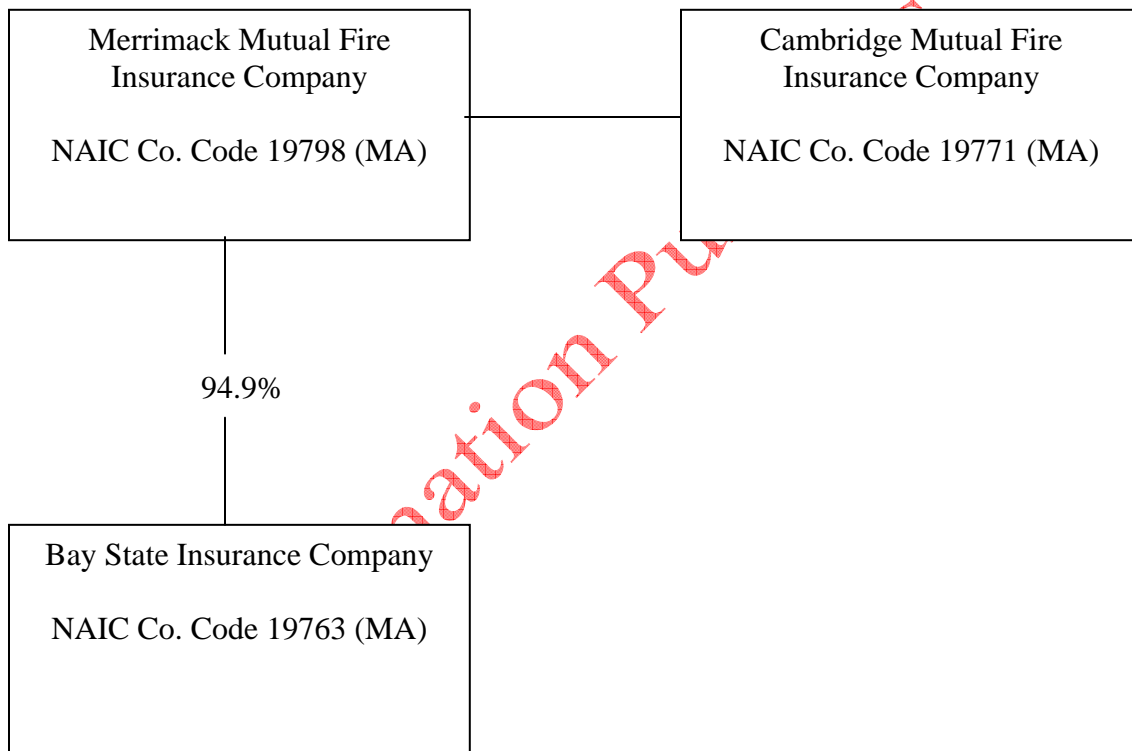 Merrimack Mutual Fire
Insurance Company
NAIC Co. Code 19798 (MA)
Cambridge Mutual Fire
Insurance Company
NAIC Co. Code 19771 (MA)
94.9%
Bay State Insurance Company
NAIC Co. Code 19763 (MA)